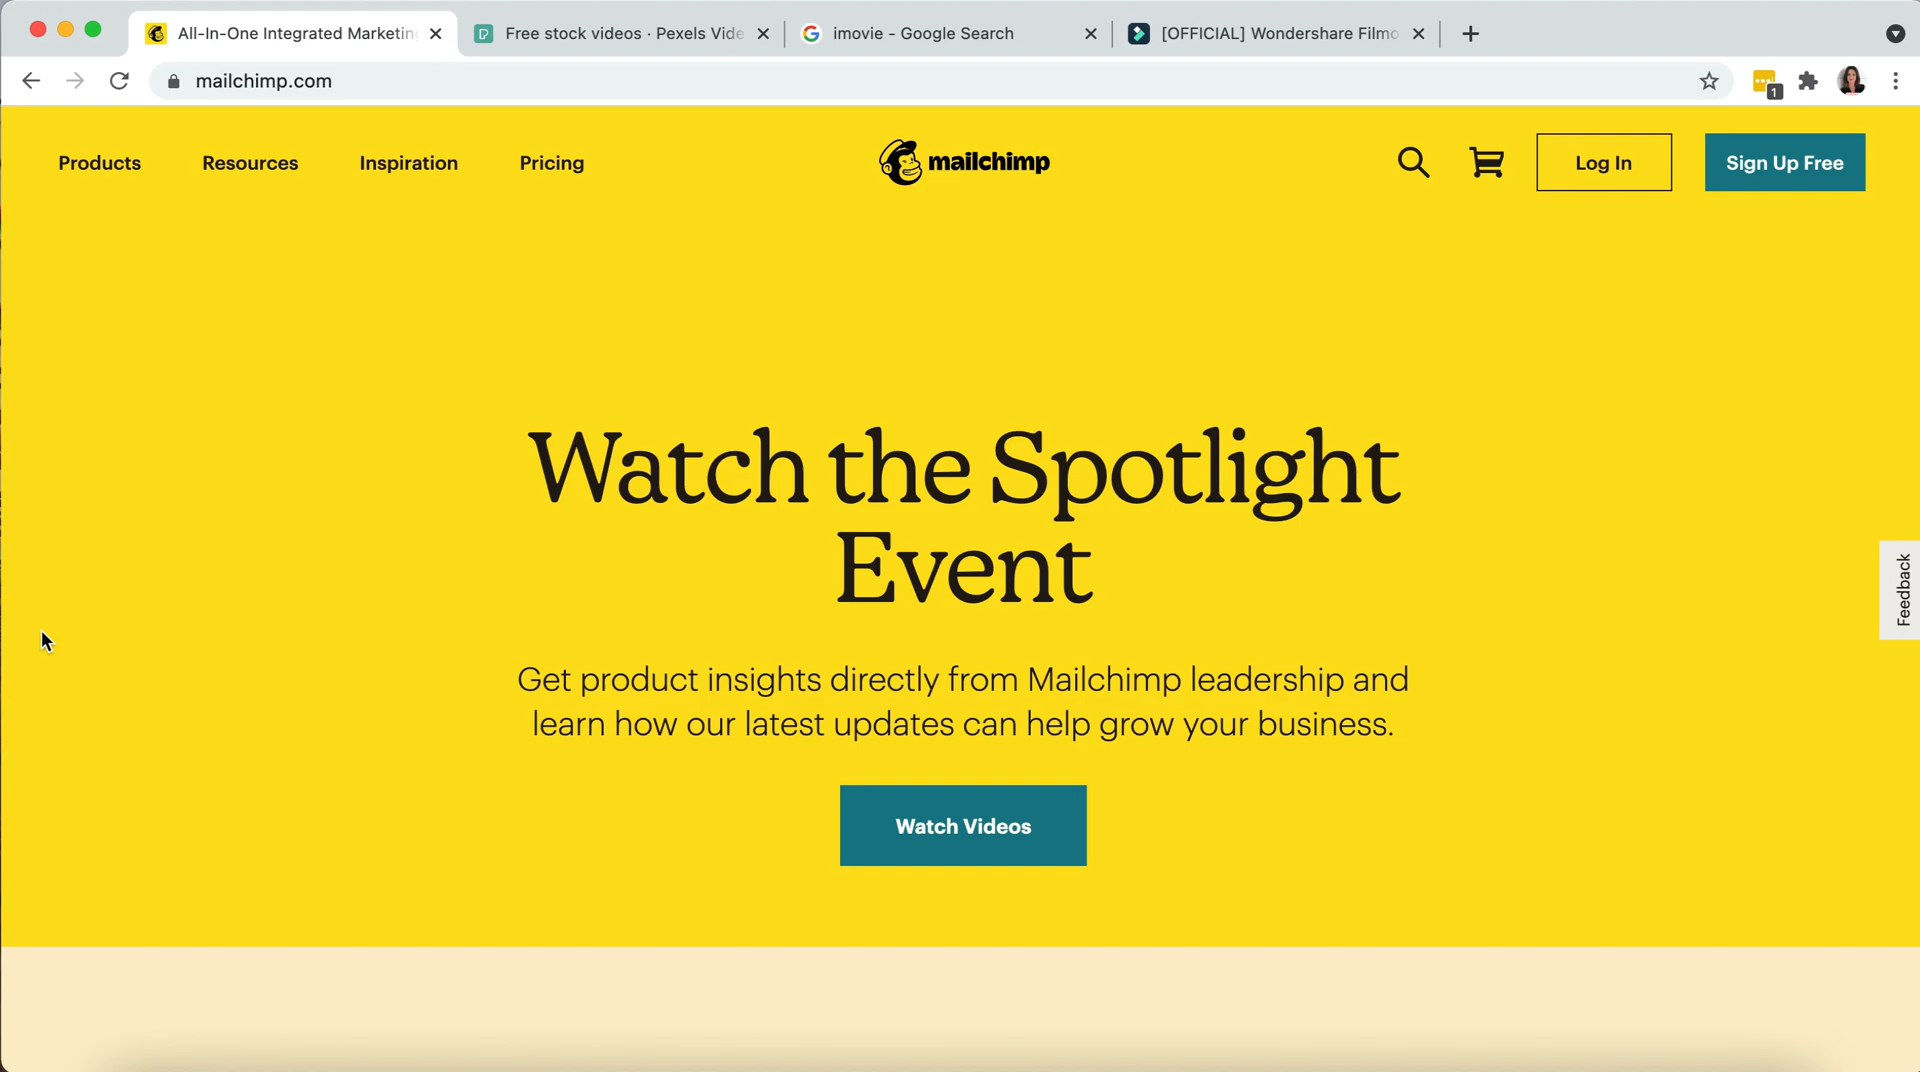 All-In-One Integrated Marketin
Free stock videos · Pexels Vide
imovie - Google Search
[OFFICIAL] Wondershare Filmo
mailchimp.com
1
Products
Resources
Inspiration
Pricing
mailchimp
Log In
Sign Up Free
Watch the Spotlight
Event
Get product insights directly from Mailchimp leadership and
learn how our latest updates can help grow your business.
Watch Videos
Feedback